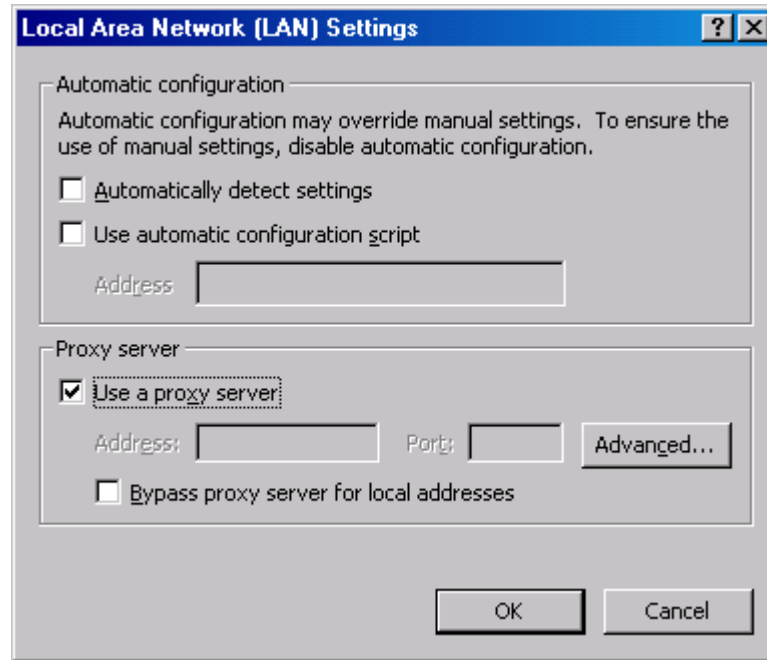 Local Area Network (LAN) Settings
Automatic configuration
Automatic configuration may override manual settings. To ensure the
use of manual settings, disable automatic configuration.
Automatically detect settings
Use automatic configuration script
Address
Proxy server
Use a proxy server
Address: Port: Advanced...
Bypass proxy server for local addresses
OK Cancel